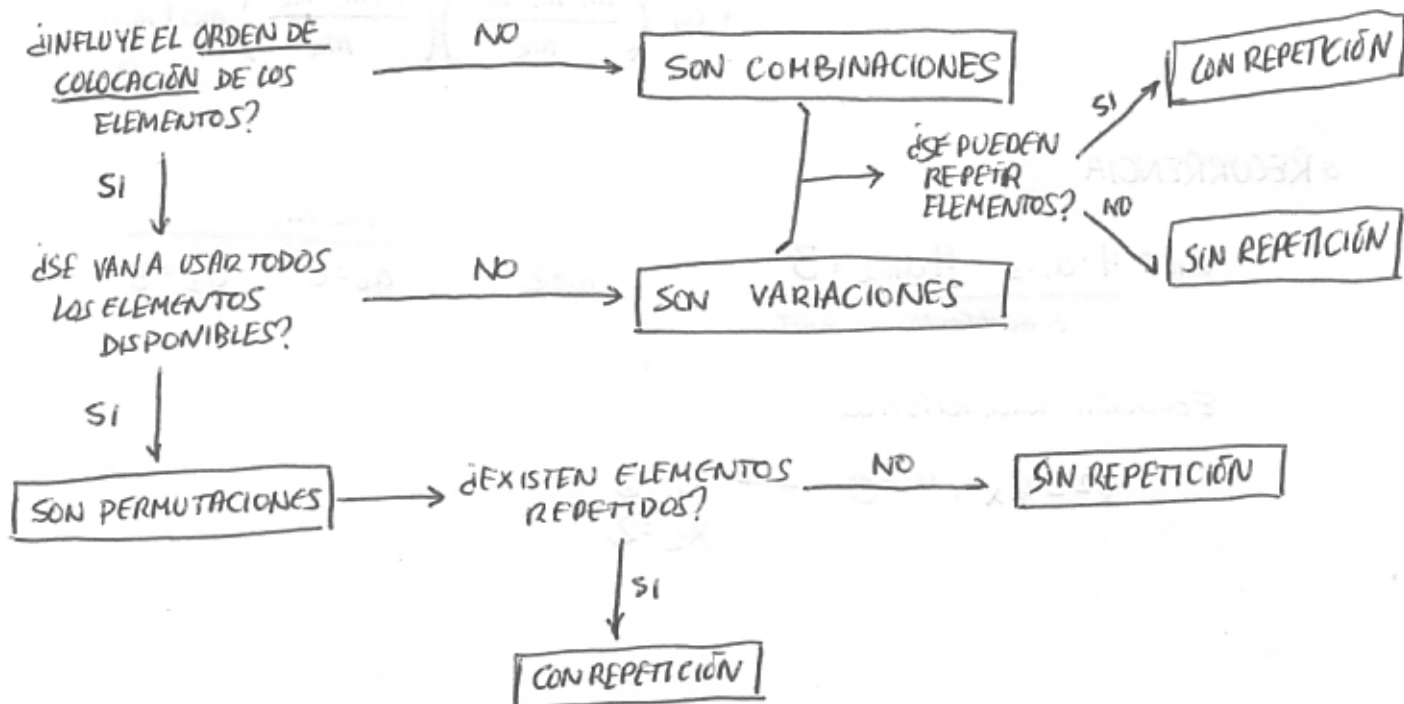 ¿INFLUYE EL ORDEN DE
COLOCACIÓN DE LOS
ELEMENTOS?
NO
SON COMBINACIONES
CON REPETICIÓN
SI
¿SE PUEDEN
REPETIR
ELEMENTOS?
NO
SIN REPETICIÓN
SI
¿SE VAN A USAR TODOS
LOS ELEMENTOS
DISPONIBLES?
NO
SON VARIACIONES
SI
SON PERMUTACIONES
¿EXISTEN ELEMENTOS
REPETIDOS?
NO
SIN REPETICIÓN
SI
CON REPETICIÓN
RECURRENCIA